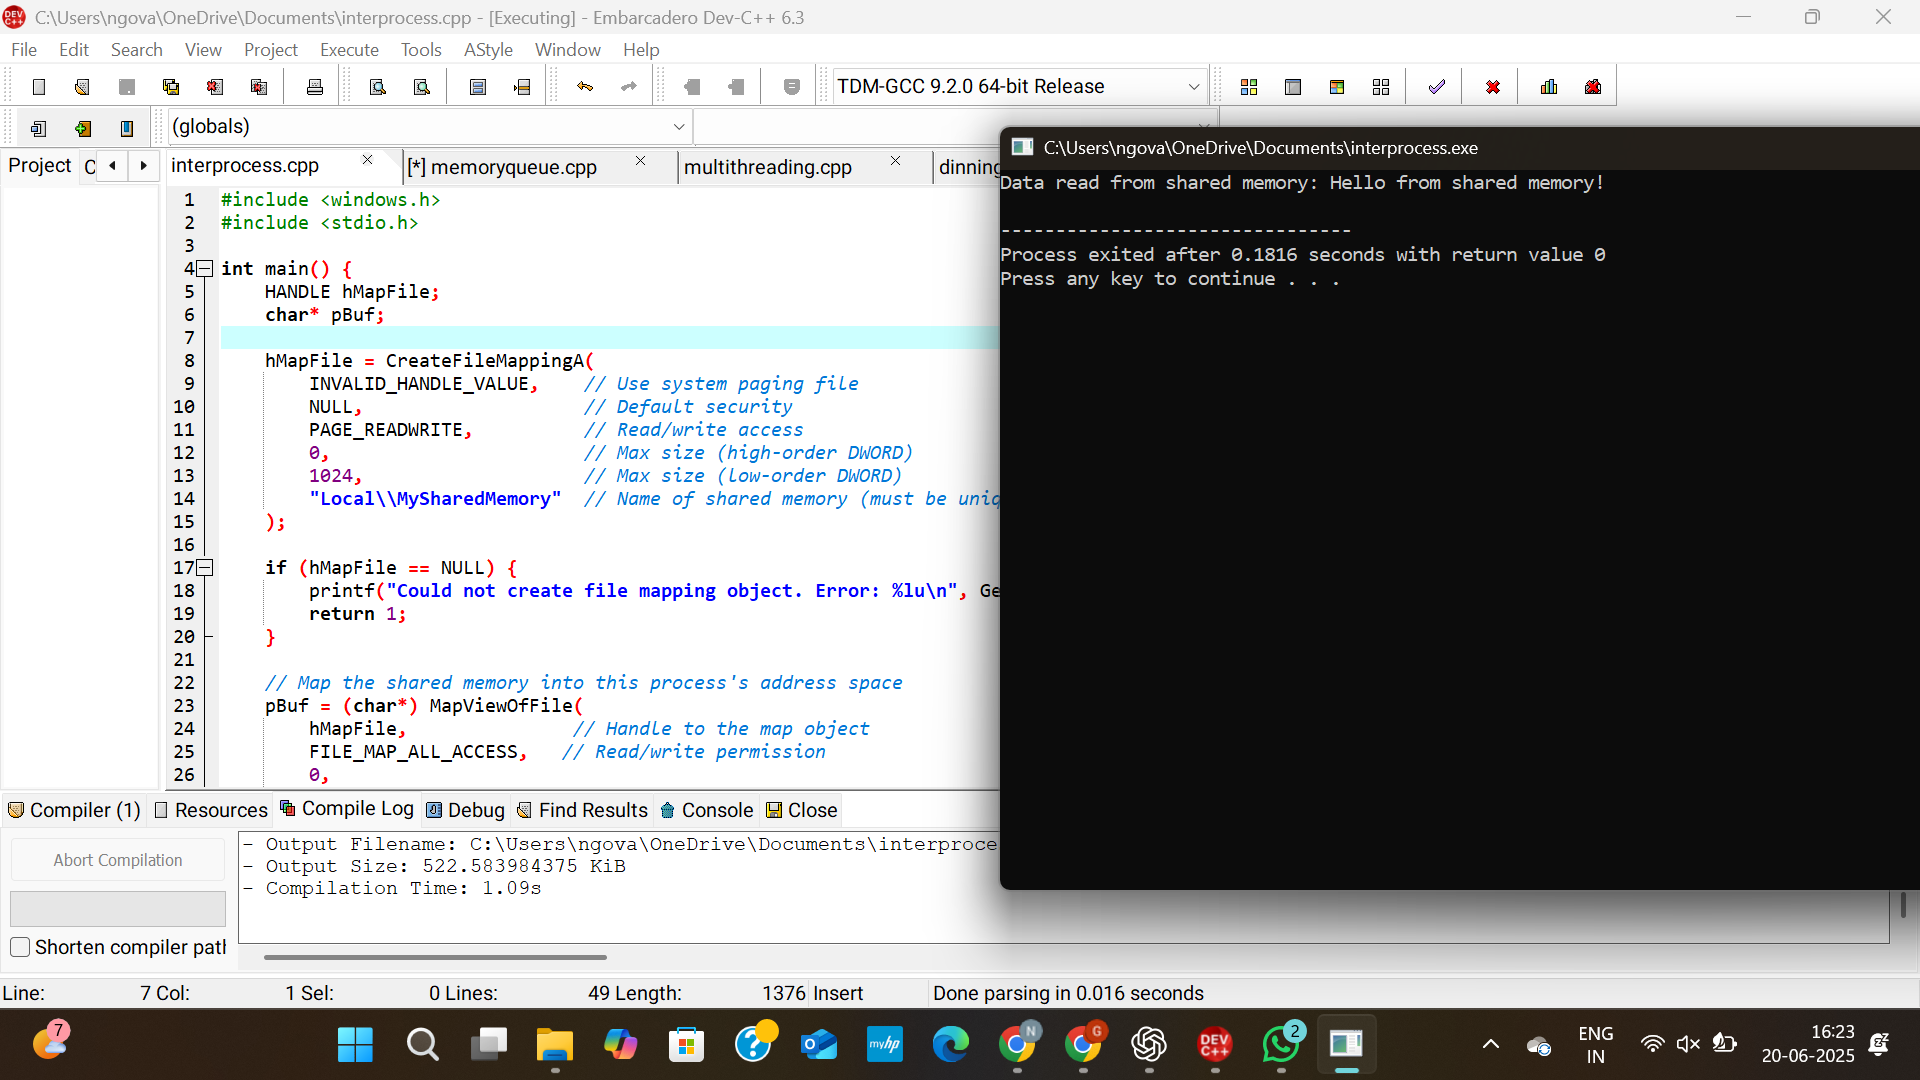 C:\Users\ngova\OneDrive\Documents\interprocess.cpp - [Executing] - Embarcadero Dev-C++ 6.3
File Edit Search View Project Execute Tools AStyle Window Help
TDM-GCC 9.2.0 64-bit Release
(globals)
Project C
interprocess.cpp [*] memoryqueue.cpp multithreading.cpp dinning
1 #include <windows.h>
2 #include <stdio.h>
3
4 int main() {
5 HANDLE hMapFile;
6 char* pBuf;
7
8 hMapFile = CreateFileMappingA(
9 INVALID_HANDLE_VALUE, // Use system paging file
10 NULL, // Default security
11 PAGE_READWRITE, // Read/write access
12 0, // Max size (high-order DWORD)
13 1024, // Max size (low-order DWORD)
14 "Local\\MySharedMemory" // Name of shared memory (must be uniq
15 );
16
17 if (hMapFile == NULL) {
18 printf("Could not create file mapping object. Error: %lu\n", Ge
19 return 1;
20 }
21
22 // Map the shared memory into this process's address space
23 pBuf = (char*) MapViewOfFile(
24 hMapFile, // Handle to the map object
25 FILE_MAP_ALL_ACCESS, // Read/write permission
26 0,
C:\Users\ngova\OneDrive\Documents\interprocess.exe
Data read from shared memory: Hello from shared memory!
--------------------------------
Process exited after 0.1816 seconds with return value 0
Press any key to continue . . .
Compiler (1) Resources Compile Log Debug Find Results Console Close
Abort Compilation
Shorten compiler path
- Output Filename: C:\Users\ngova\OneDrive\Documents\interproce
- Output Size: 522.583984375 KiB
- Compilation Time: 1.09s
Line: 7 Col: 1 Sel: 0 Lines: 49 Length: 1376 Insert Done parsing in 0.016 seconds
7
myhp
N
G
DEV C++
2
ENG
IN
16:23
20-06-2025